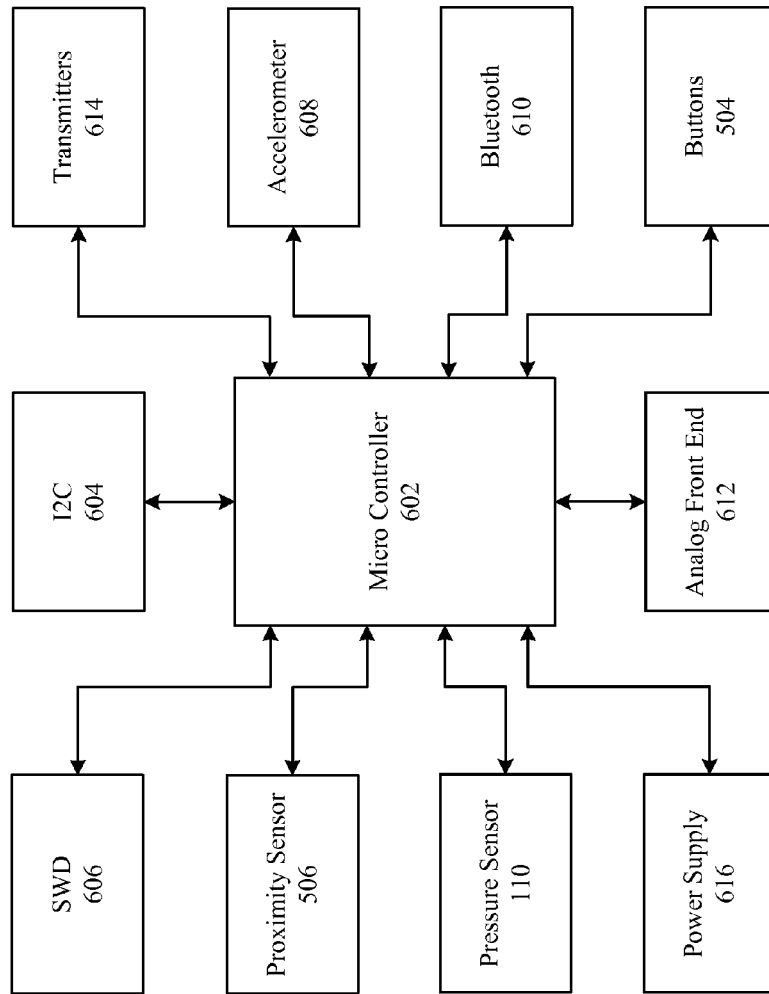 SWD
606
I2C
604
Transmitters
614
Proximity Sensor
506
Accelerometer
608
Micro Controller
602
Pressure Sensor
110
Bluetooth
610
Power Supply
616
Analog Front End
612
Buttons
504